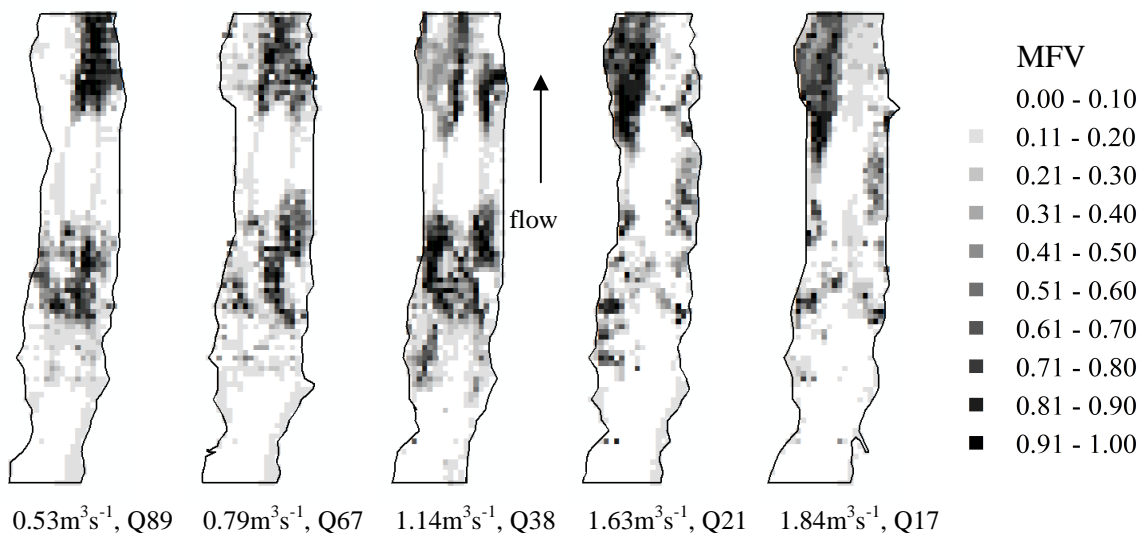 MFV
0.00 - 0.10
0.11 - 0.20
0.21 - 0.30
0.31 - 0.40
0.41 - 0.50
0.51 - 0.60
0.61 - 0.70
0.71 - 0.80
0.81 - 0.90
0.91 - 1.00
flow
0.53m³s⁻¹, Q89
0.79m³s⁻¹, Q67
1.14m³s⁻¹, Q38
1.63m³s⁻¹, Q21
1.84m³s⁻¹, Q17